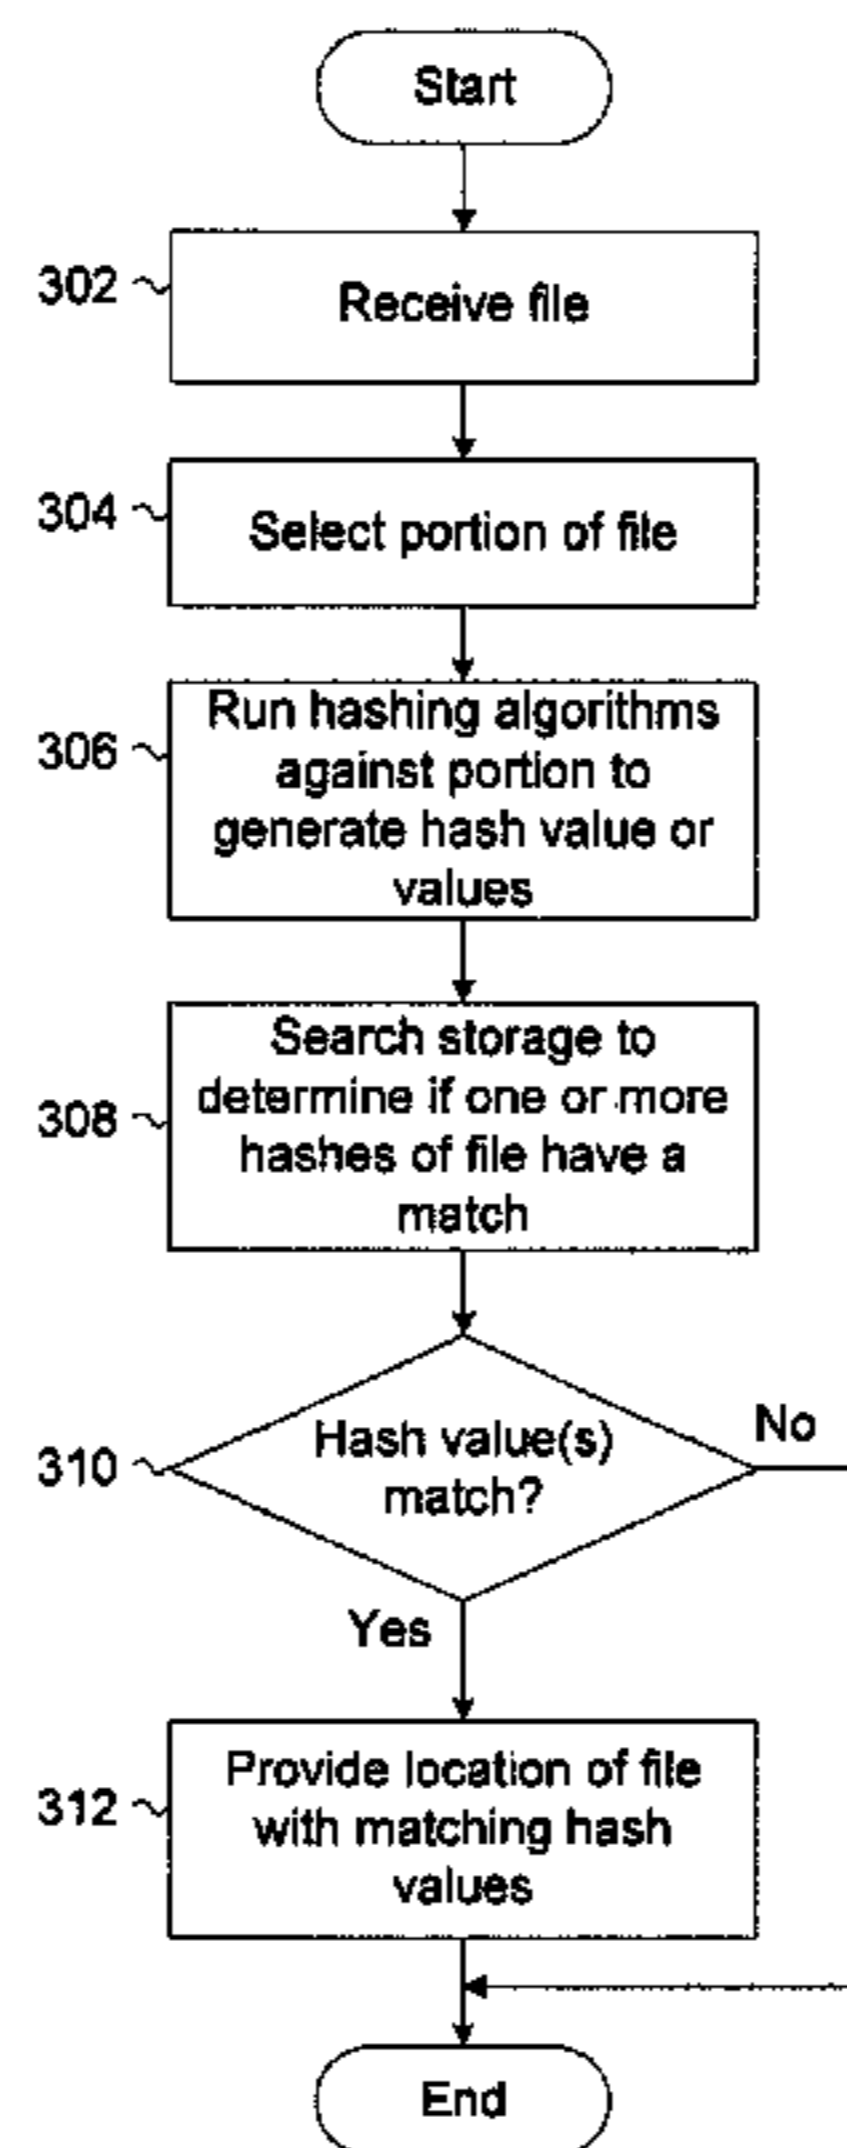 Start
302
Receive file
304
Select portion of file
306
Run hashing algorithms
against portion to
generate hash value or
values
308
Search storage to
determine if one or more
hashes of file have a
match
310
Hash value(s)
match?
No
Yes
312
Provide location of file
with matching hash
values
End